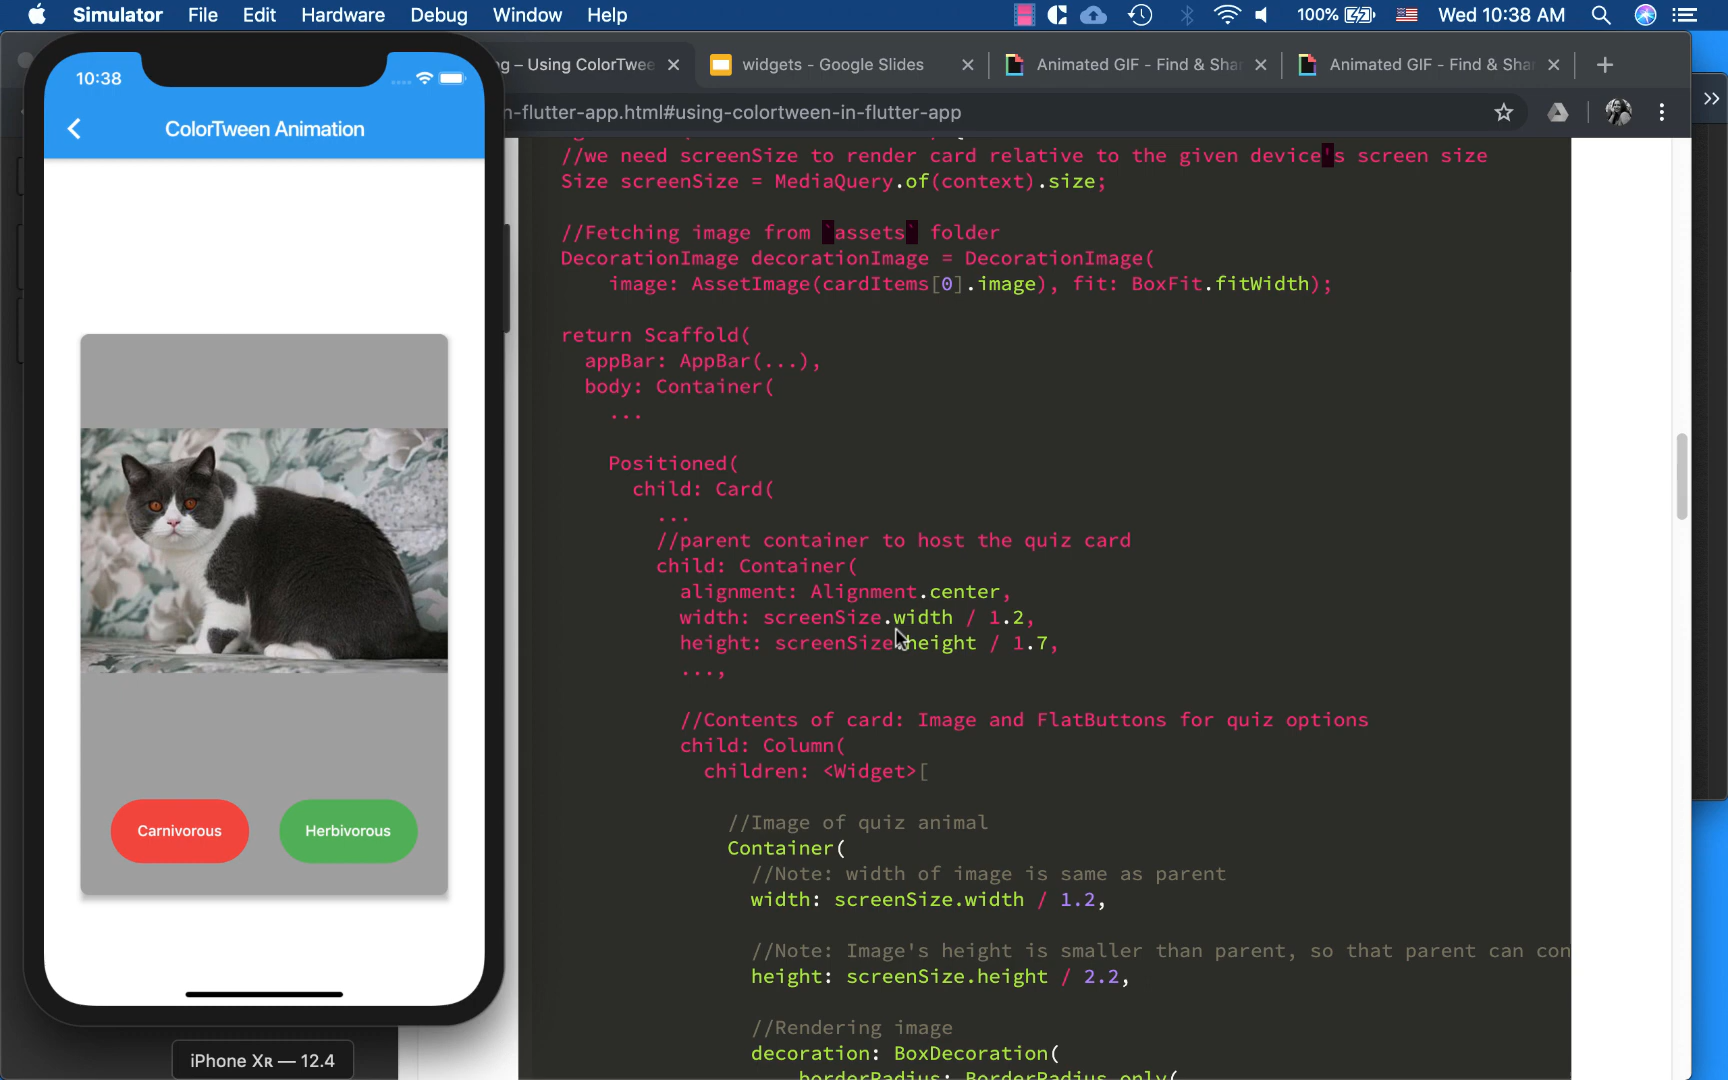 Simulator File Edit Hardware Debug Window Help
100% Wed 10:38 AM
g – Using ColorTwee
widgets - Google Slides
Animated GIF - Find & Shar
Animated GIF - Find & Shar
n-flutter-app.html#using-colortween-in-flutter-app
10:38
ColorTween Animation
Carnivorous
Herbivorous
iPhone XR — 12.4
//we need screenSize to render card relative to the given device's screen size
Size screenSize = MediaQuery.of(context).size;
//Fetching image from `assets` folder
DecorationImage decorationImage = DecorationImage(
image: AssetImage(cardItems[0].image), fit: BoxFit.fitWidth);
return Scaffold(
appBar: AppBar(...),
body: Container(
...
Positioned(
child: Card(
...
//parent container to host the quiz card
child: Container(
alignment: Alignment.center,
width: screenSize.width / 1.2,
height: screenSize.height / 1.7,
...,
//Contents of card: Image and FlatButtons for quiz options
child: Column(
children: <Widget>[
//Image of quiz animal
Container(
//Note: width of image is same as parent
width: screenSize.width / 1.2,
//Note: Image's height is smaller than parent, so that parent can con
height: screenSize.height / 2.2,
//Rendering image
decoration: BoxDecoration(
borderRadius: BorderRadius.only(